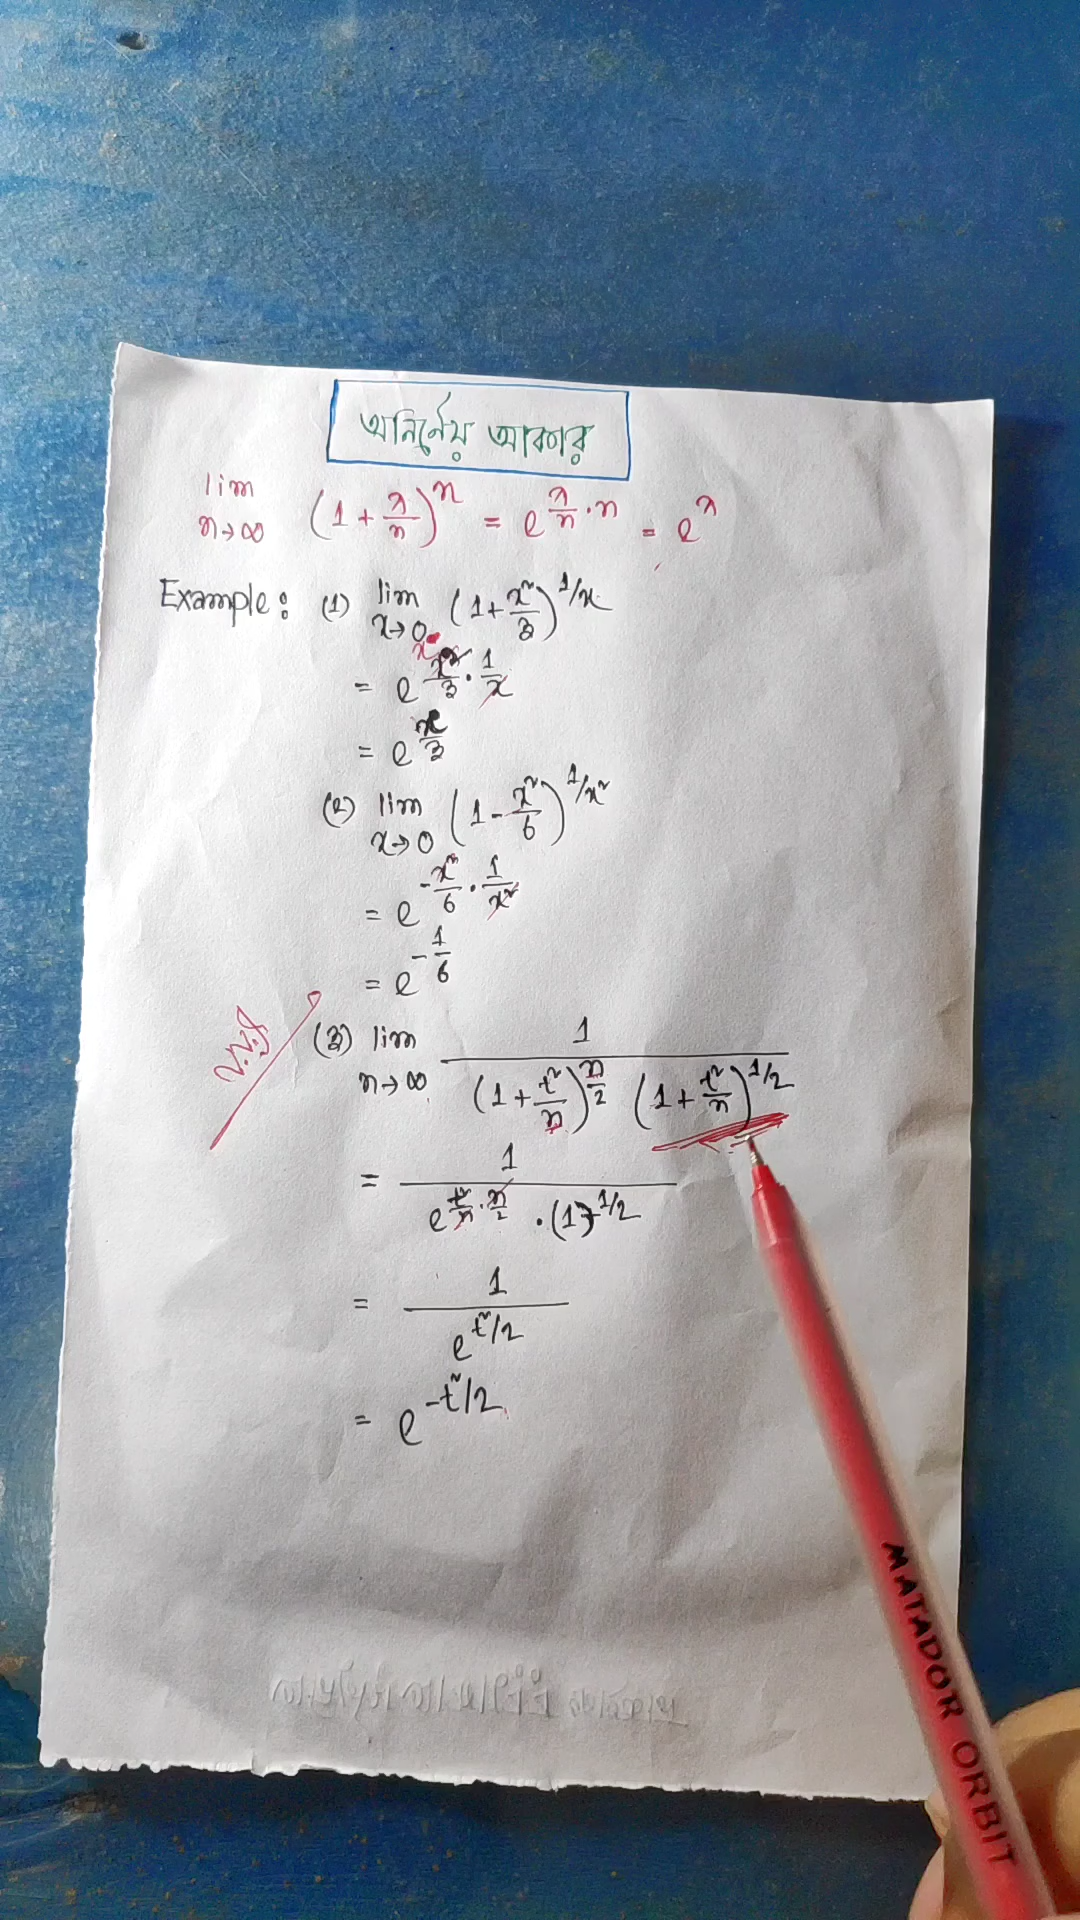 অনির্নেয় আকার
lim n→∞ (1 + λ/n)^n = e^(λ/n · n) = e^λ
Example: (1) lim x→0 (1 + x²/3)^(1/x)
= e^(x²/3 · 1/x)
= e^(x/3)
(২) lim x→0 (1 - x²/6)^(1/x²)
= e^(-x²/6 · 1/x²)
= e^(-1/6)
V.V.I (3) lim n→∞ 1 / ((1 + t²/n)^(n/2) (1 + t²/n)^(1/2))
= 1 / (e^(t²/n · n/2) · (1)^(1/2))
= 1 / e^(t²/2)
= e^(-t²/2)
MATADOR ORBIT